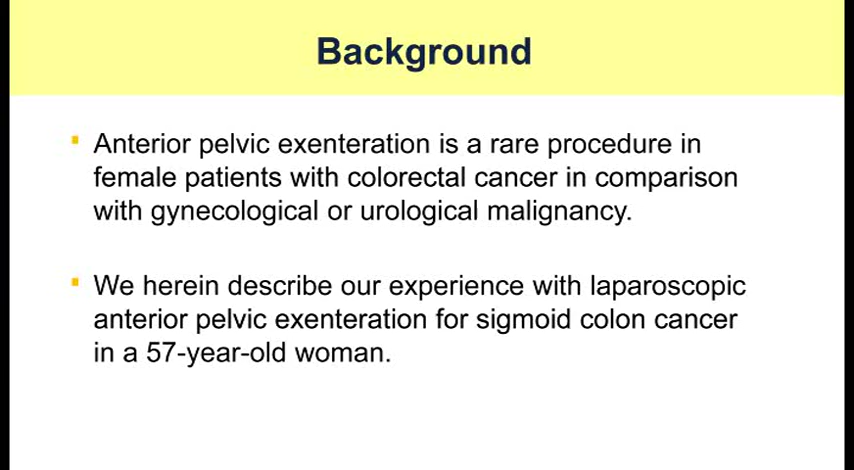 Background
Anterior pelvic exenteration is a rare procedure in
female patients with colorectal cancer in comparison
with gynecological or urological malignancy.
We herein describe our experience with laparoscopic
anterior pelvic exenteration for sigmoid colon cancer
in a 57-year-old woman.